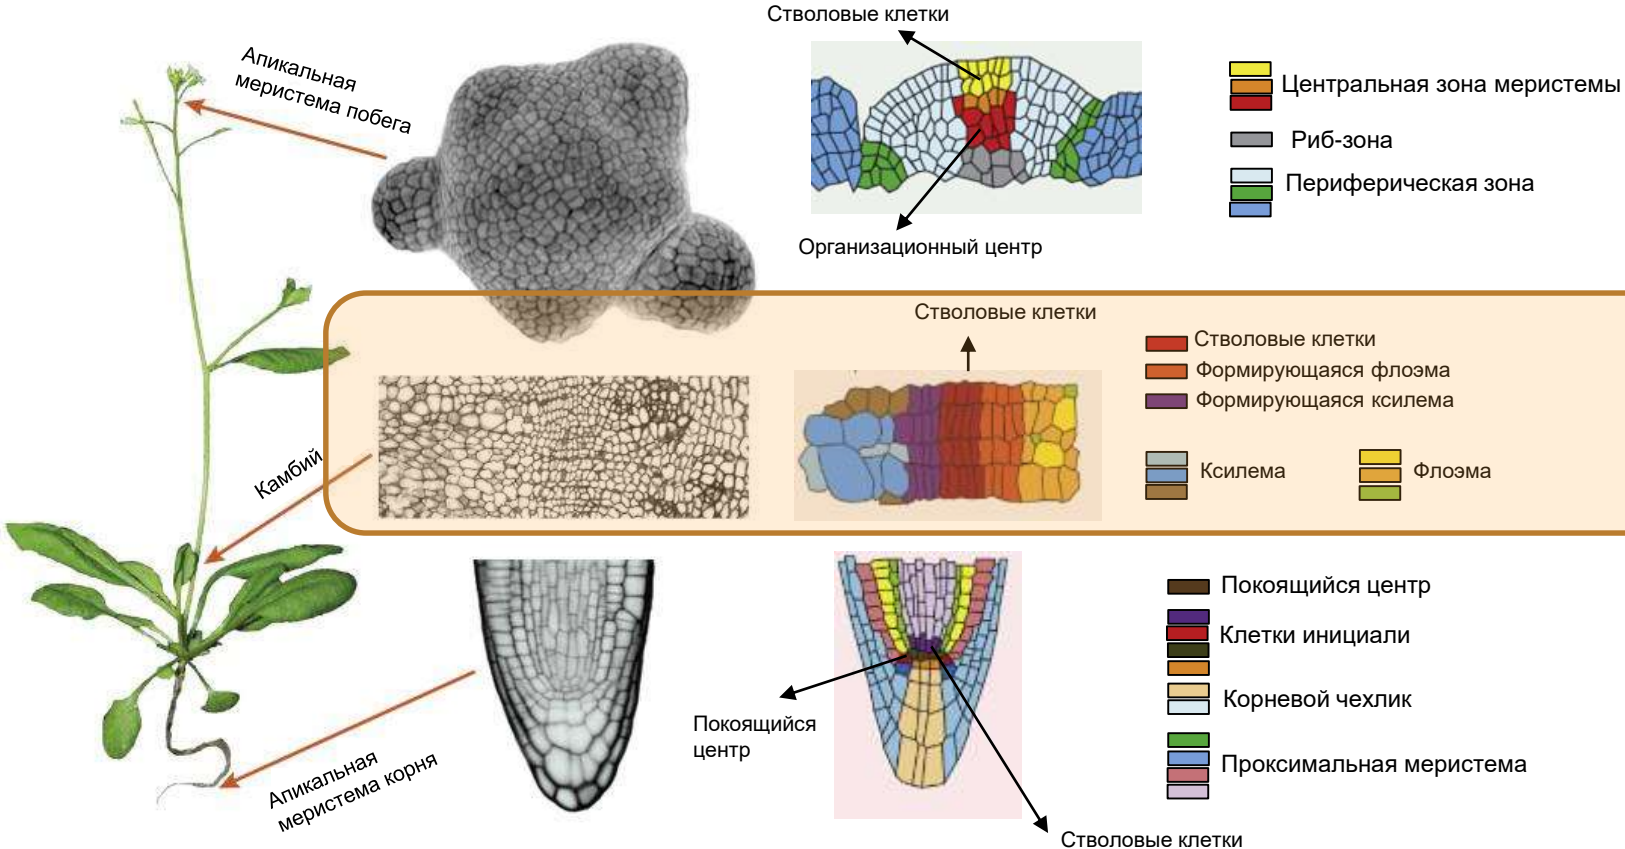 Стволовые клетки
Апикальная
меристема побега
Центральная зона меристемы
Риб-зона
Периферическая зона
Организационный центр
Стволовые клетки
Стволовые клетки
Формирующаяся флоэма
Формирующаяся ксилема
Камбий
Ксилема
Флоэма
Покоящийся центр
Клетки инициали
Корневой чехлик
Покоящийся
центр
Проксимальная меристема
Апикальная
меристема корня
Стволовые клетки